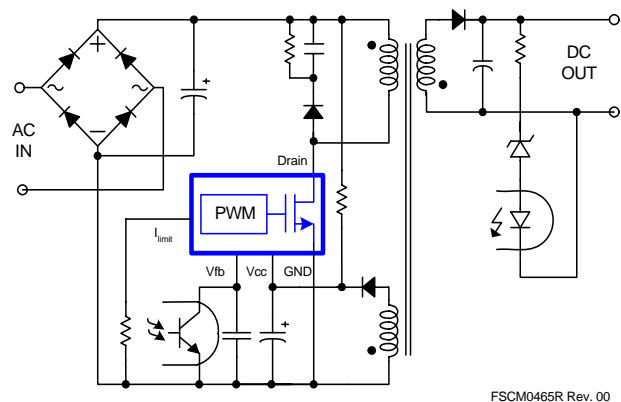 AC
IN
DC
OUT
Drain
PWM
Ilimit
Vfb
Vcc
GND
FSCM0465R Rev. 00